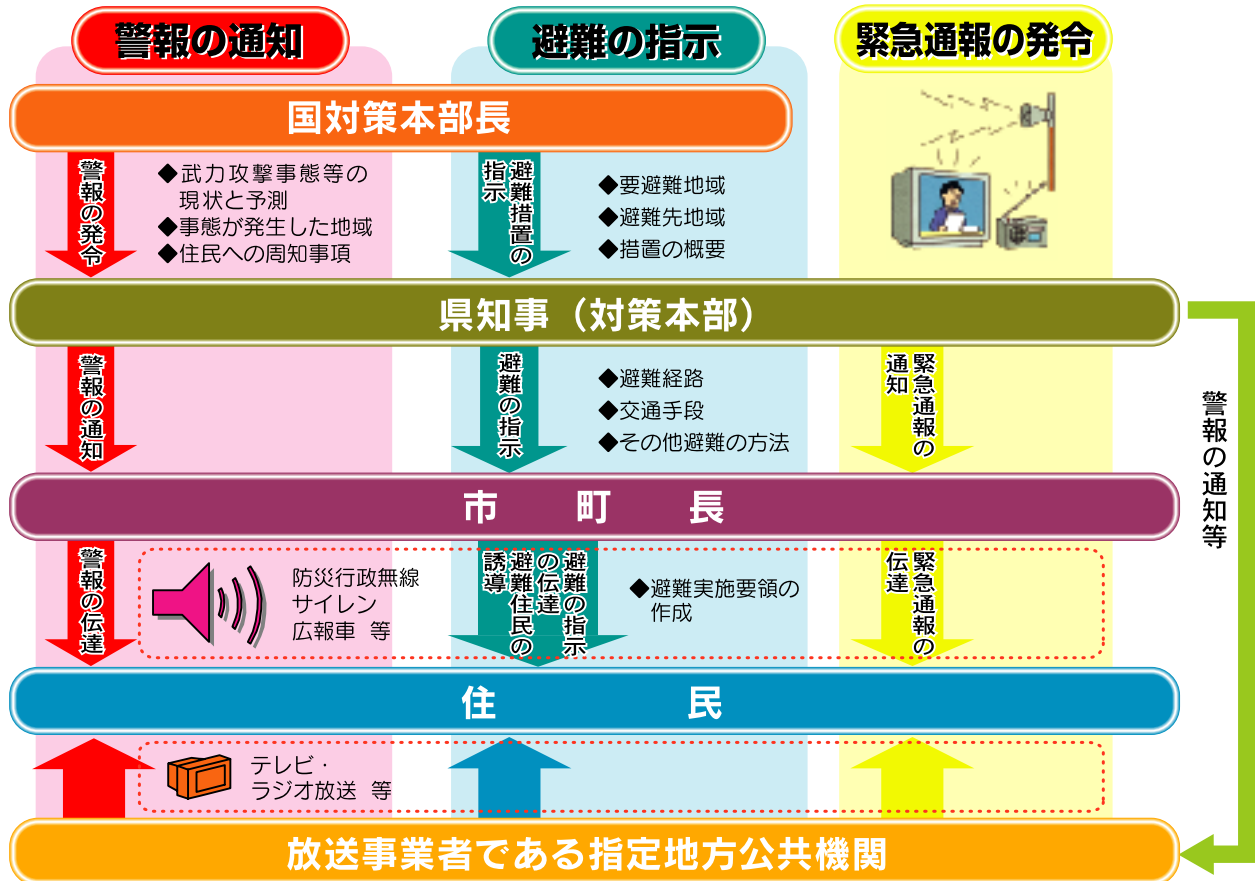 警報の通知
避難の指示
緊急通報の発令
国対策本部長
警報の発令
◆武力攻撃事態等の
現状と予測
◆事態が発生した地域
◆住民への周知事項
避難措置の
指示
◆要避難地域
◆避難先地域
◆措置の概要
県知事（対策本部）
警報の通知
避難の指示
◆避難経路
◆交通手段
◆その他避難の方法
緊急通報の
通知
警報の通知等
市町長
警報の伝達
防災行政無線
サイレン
広報車 等
避難の指示
の伝達
避難住民の
誘導
◆避難実施要領の
作成
緊急通報の
伝達
住民
テレビ・
ラジオ放送 等
放送事業者である指定地方公共機関